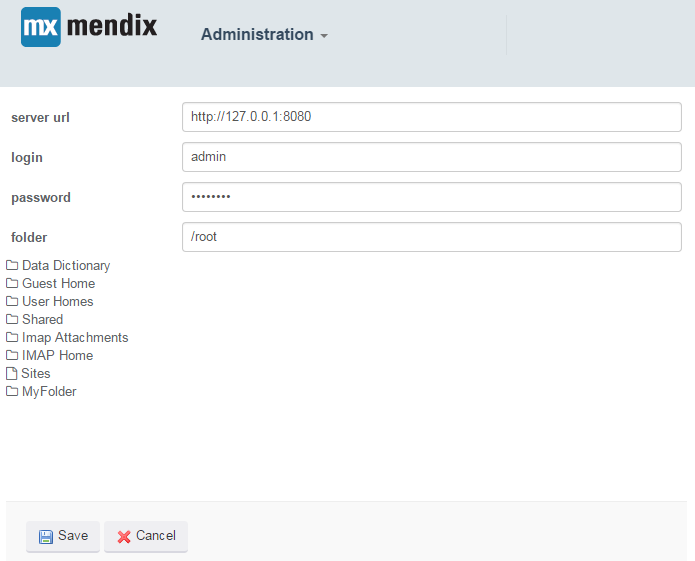 mx mendix
Administration
server url
http://127.0.0.1:8080
login
admin
password
••••••••
folder
/root
Data Dictionary
Guest Home
User Homes
Shared
Imap Attachments
IMAP Home
Sites
MyFolder
Save
Cancel